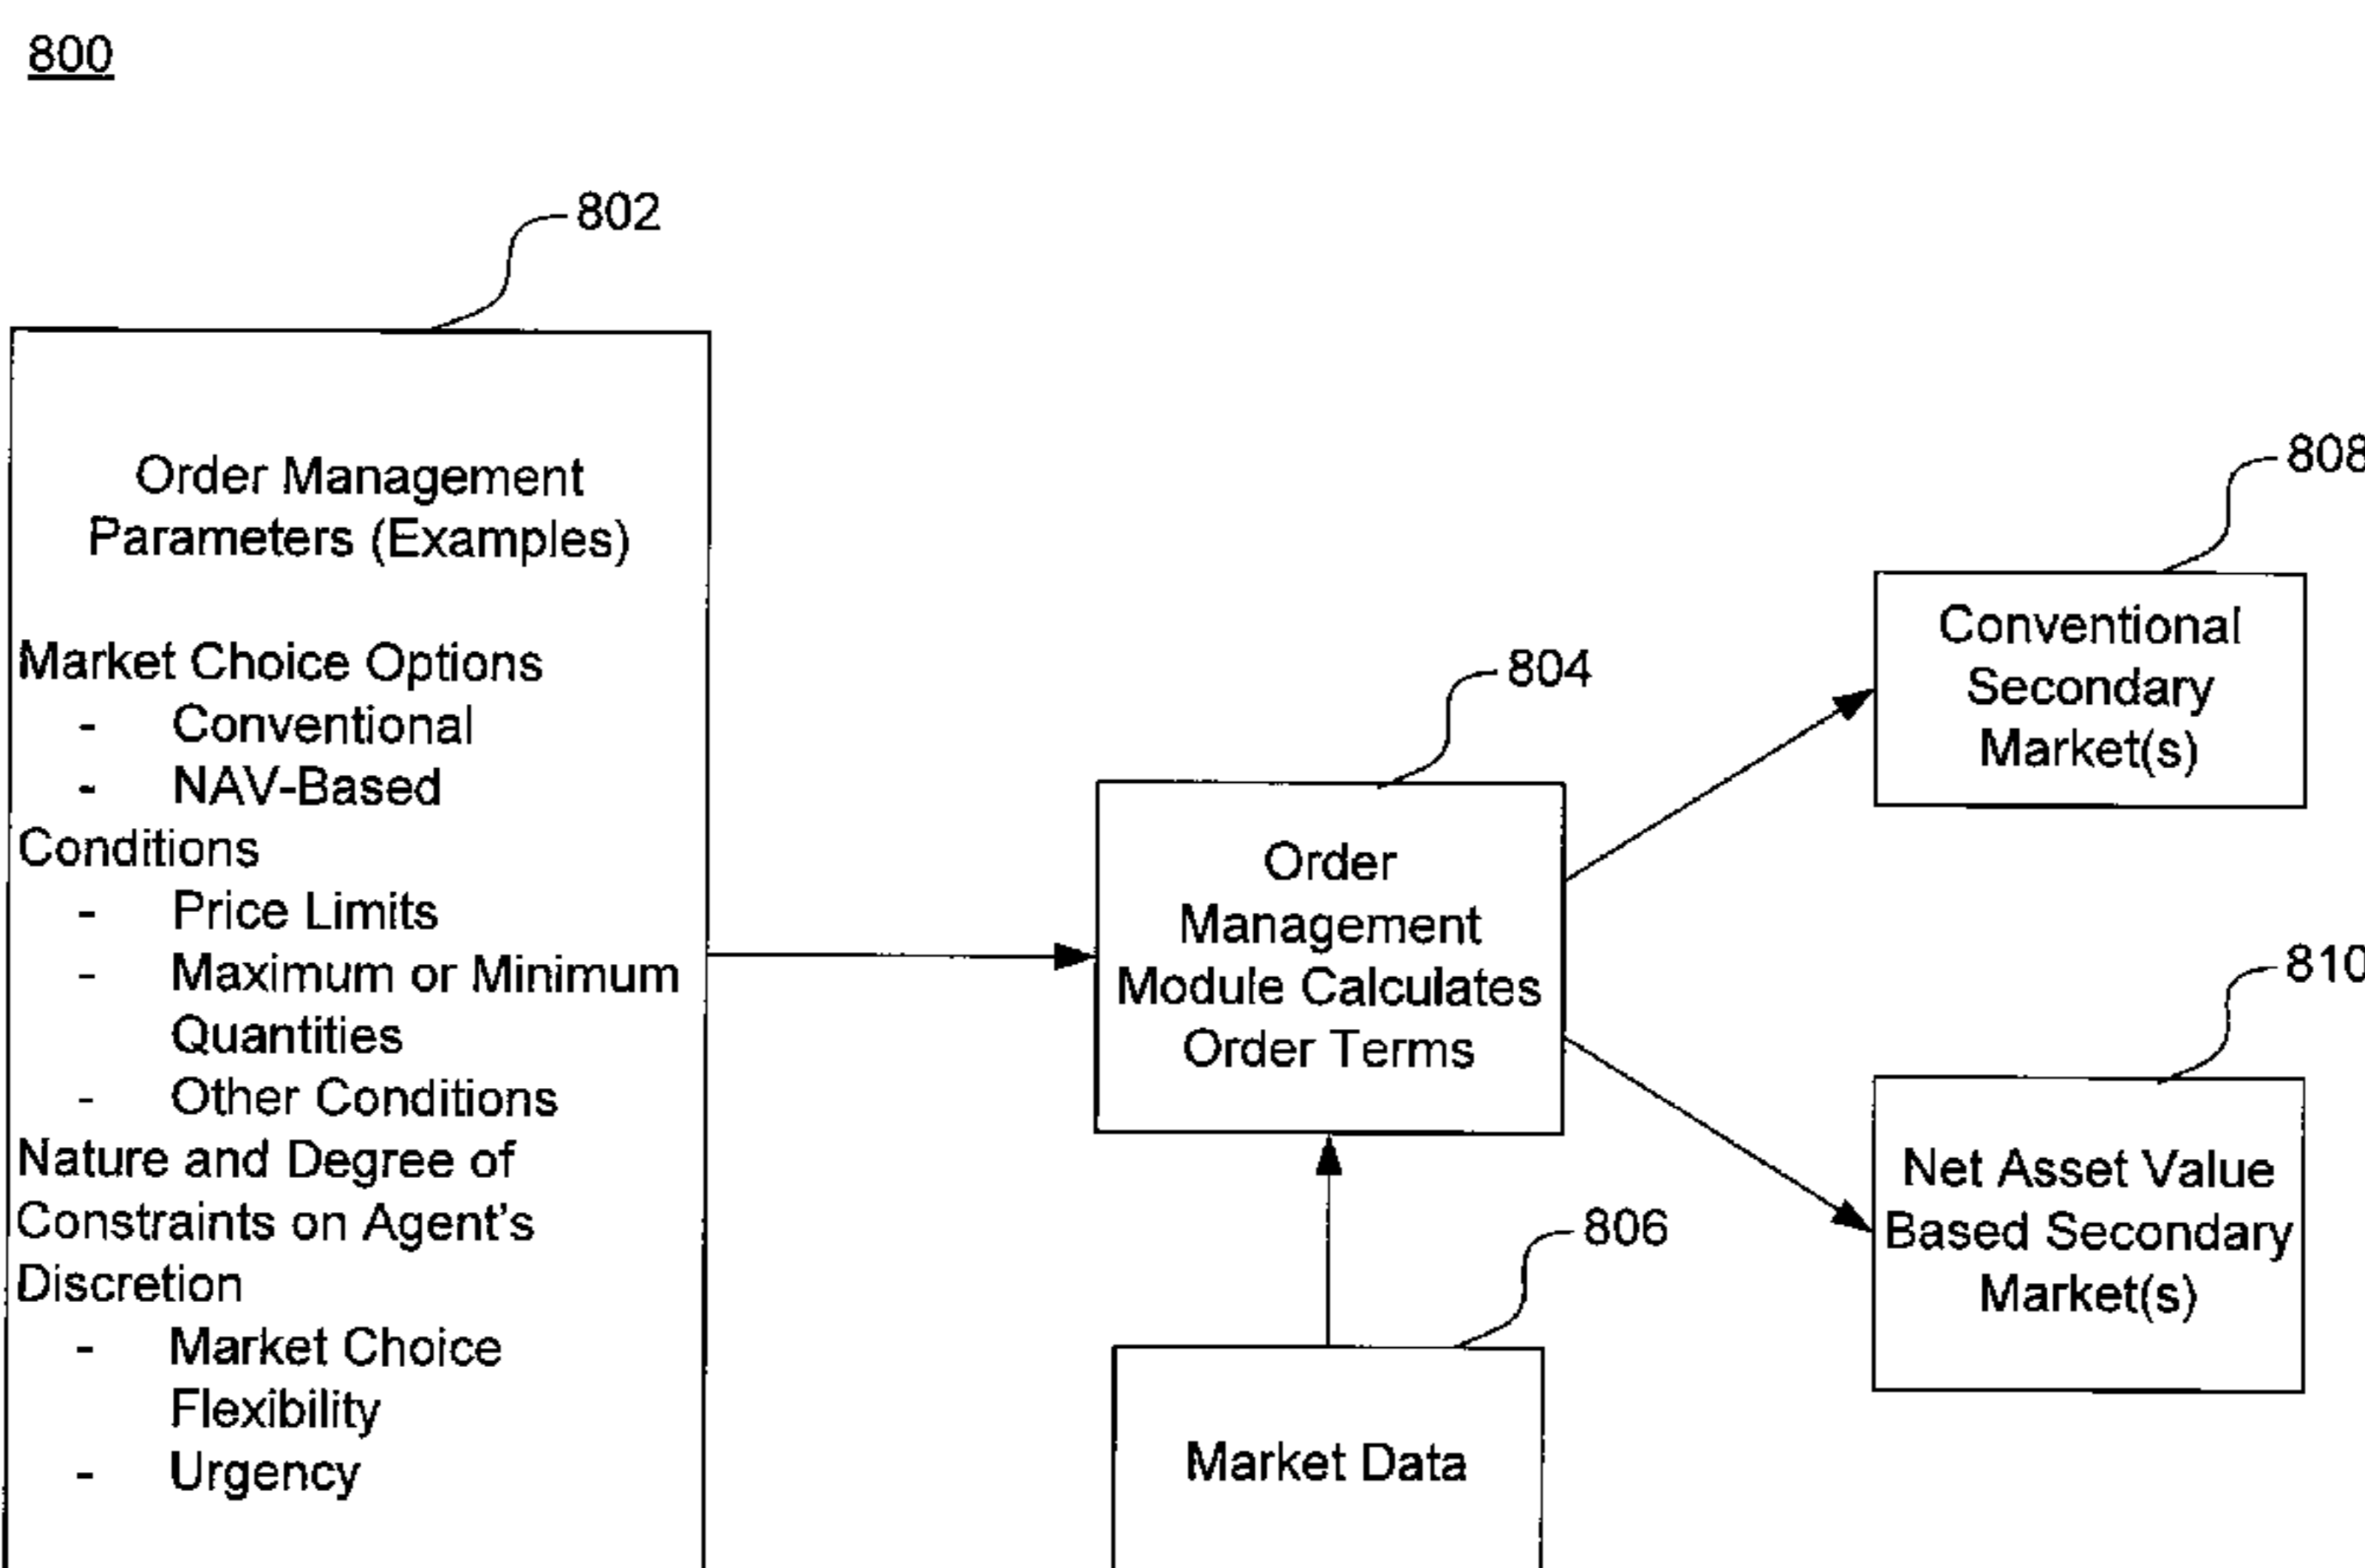 800
802
Order Management
Parameters (Examples)
Market Choice Options
- Conventional
- NAV-Based
Conditions
- Price Limits
- Maximum or Minimum
Quantities
- Other Conditions
Nature and Degree of
Constraints on Agent's
Discretion
- Market Choice
Flexibility
- Urgency
804
Order
Management
Module Calculates
Order Terms
806
Market Data
808
Conventional
Secondary
Market(s)
810
Net Asset Value
Based Secondary
Market(s)